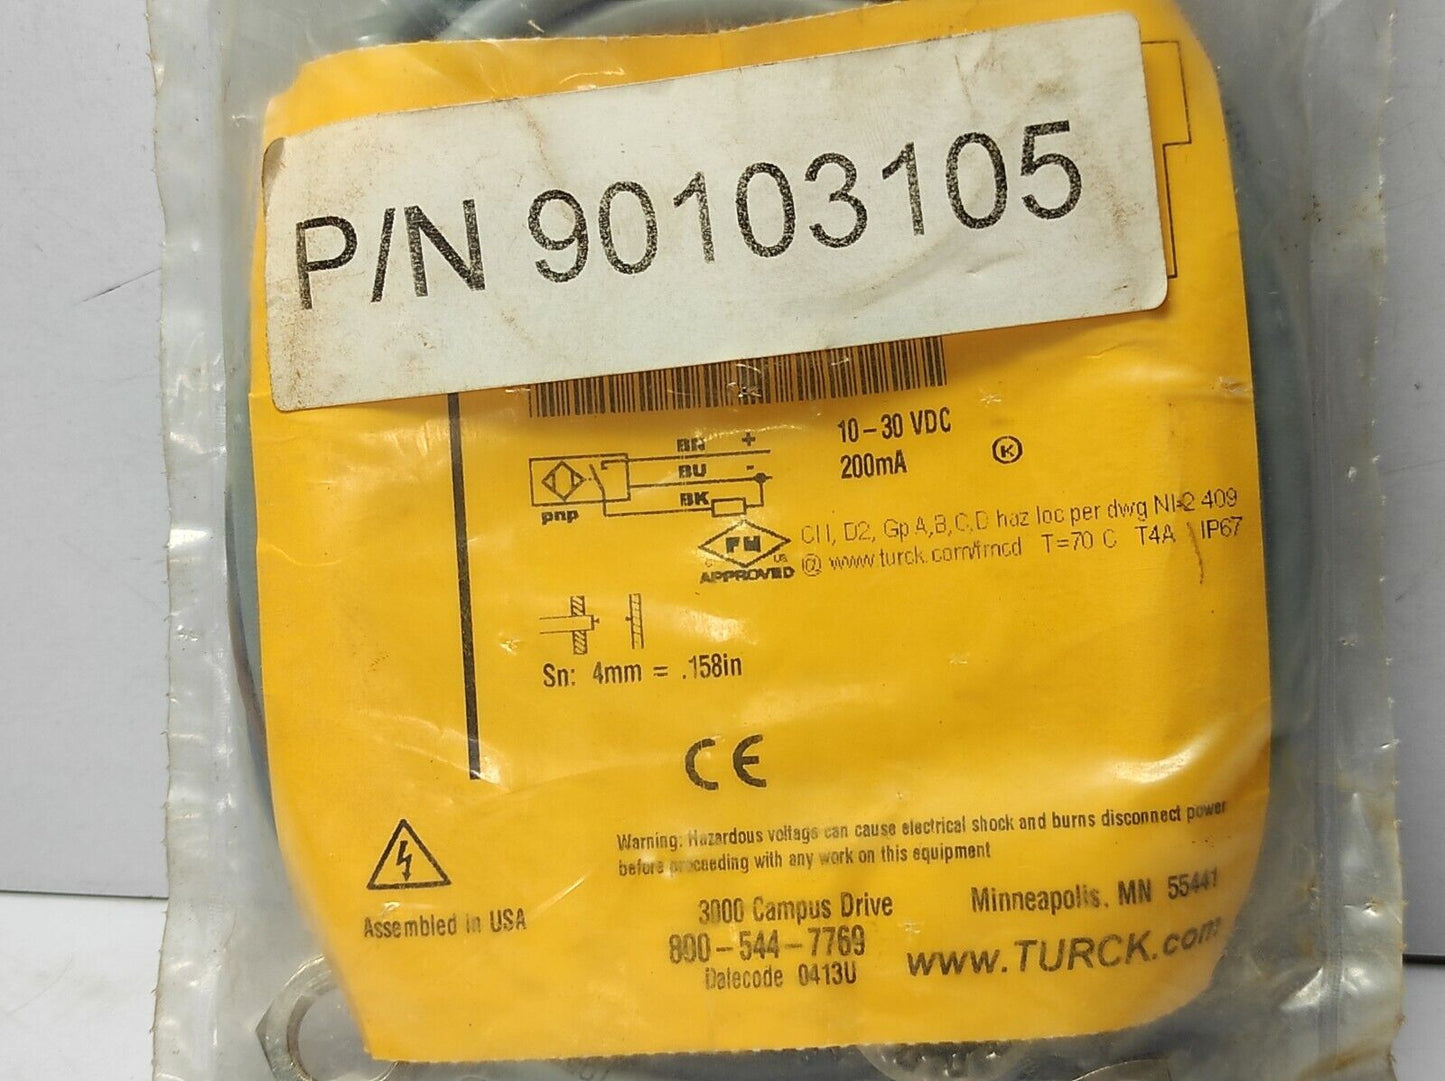 P/N 90103105
10-30 VDC
200mA
BN +
BU -
BK
pnp
K
FM
APPROVED
C
US
CI I, D2, Gp A,B,C,D haz loc per dwg NI-2 409
@ www.turck.com/fmcd T=70 C T4A IP67
Sn: 4mm = .158in
CE
Warning: Hazardous voltage can cause electrical shock and burns disconnect power
before proceeding with any work on this equipment
Assembled in USA
3000 Campus Drive Minneapolis, MN 55441
800-544-7769
www.TURCK.com
Datecode 0413U